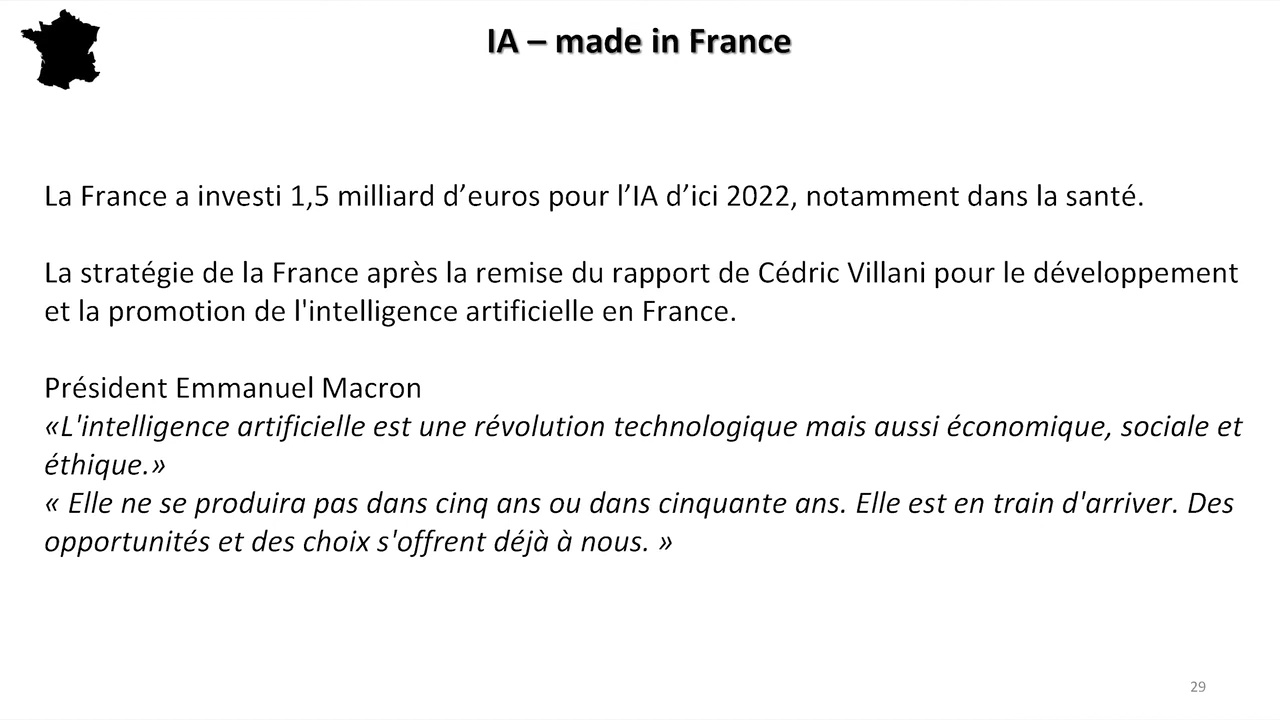 IA – made in France
La France a investi 1,5 milliard d’euros pour l’IA d’ici 2022, notamment dans la santé.
La stratégie de la France après la remise du rapport de Cédric Villani pour le développement
et la promotion de l'intelligence artificielle en France.
Président Emmanuel Macron
«L'intelligence artificielle est une révolution technologique mais aussi économique, sociale et
éthique.»
« Elle ne se produira pas dans cinq ans ou dans cinquante ans. Elle est en train d'arriver. Des
opportunités et des choix s'offrent déjà à nous. »
29